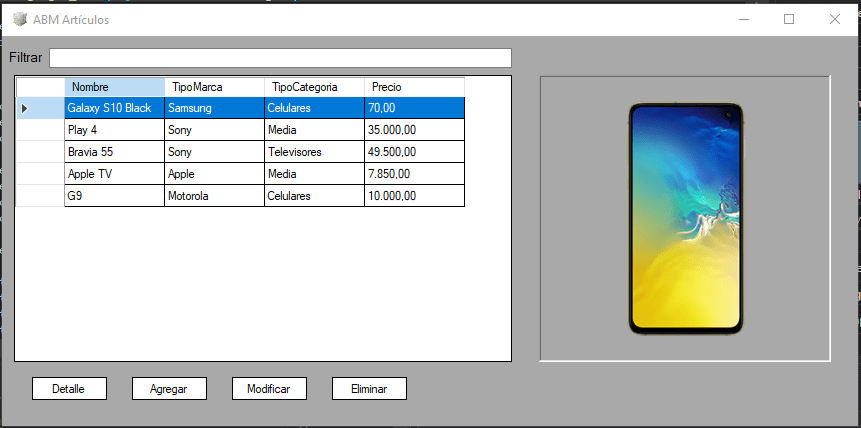 ABM Artículos
Filtrar
Nombre TipoMarca TipoCategoria Precio
Galaxy S10 Black Samsung Celulares 70,00
Play 4 Sony Media 35.000,00
Bravia 55 Sony Televisores 49.500,00
Apple TV Apple Media 7.850,00
G9 Motorola Celulares 10.000,00
Detalle Agregar Modificar Eliminar